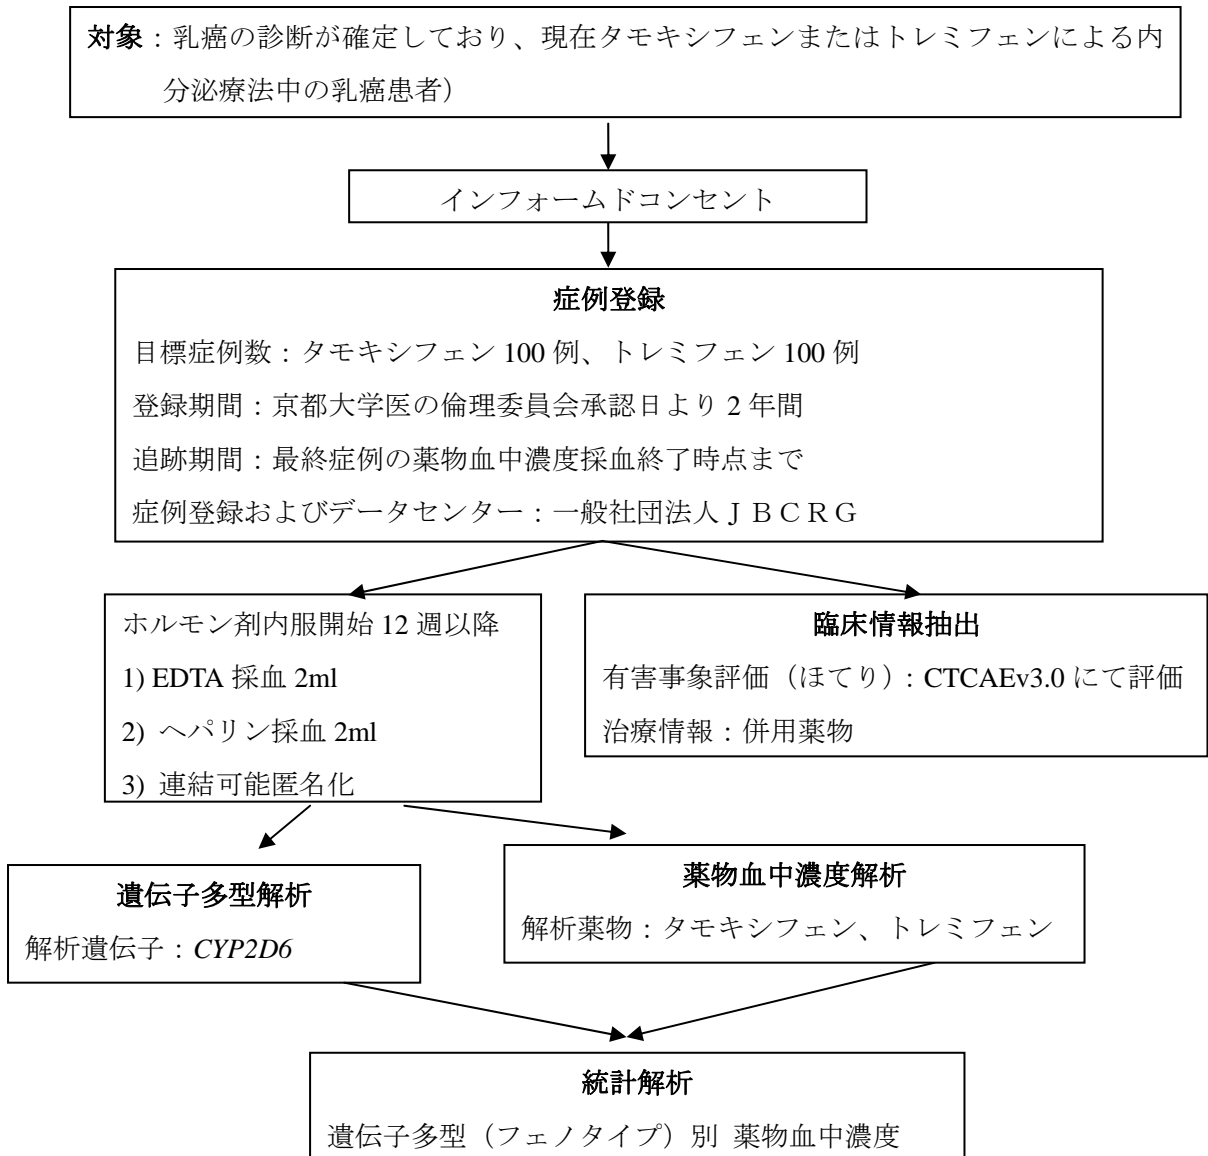 対象：乳癌の診断が確定しており、現在タモキシフェンまたはトレミフェンによる内
分泌療法中の乳癌患者）
インフォームドコンセント
症例登録
目標症例数：タモキシフェン 100 例、トレミフェン 100 例
登録期間：京都大学医の倫理委員会承認日より 2 年間
追跡期間：最終症例の薬物血中濃度採血終了時点まで
症例登録およびデータセンター：一般社団法人ＪＢＣＲＧ
ホルモン剤内服開始 12 週以降
1) EDTA 採血 2ml
2) ヘパリン採血 2ml
3) 連結可能匿名化
臨床情報抽出
有害事象評価（ほてり）：CTCAEv3.0 にて評価
治療情報：併用薬物
遺伝子多型解析
解析遺伝子：CYP2D6
薬物血中濃度解析
解析薬物：タモキシフェン、トレミフェン
統計解析
遺伝子多型（フェノタイプ）別 薬物血中濃度